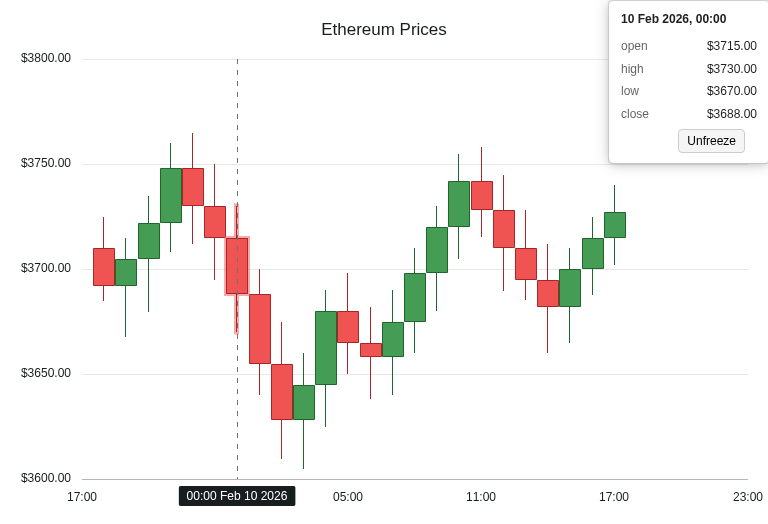 Ethereum Prices
10 Feb 2026, 00:00
open $3715.00
high $3730.00
low $3670.00
close $3688.00
Unfreeze
$3800.00
$3750.00
$3700.00
$3650.00
$3600.00
17:00 00:00 Feb 10 2026 05:00 11:00 17:00 23:00